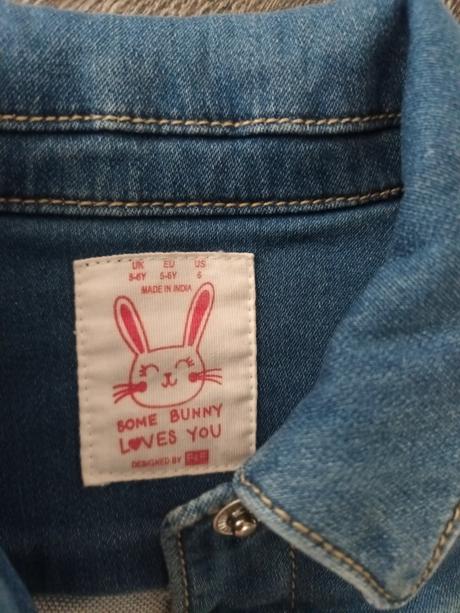 UK EU US
5-6Y 5-6Y 6
MADE IN INDIA
SOME BUNNY
LOVES YOU
DESIGNED BY